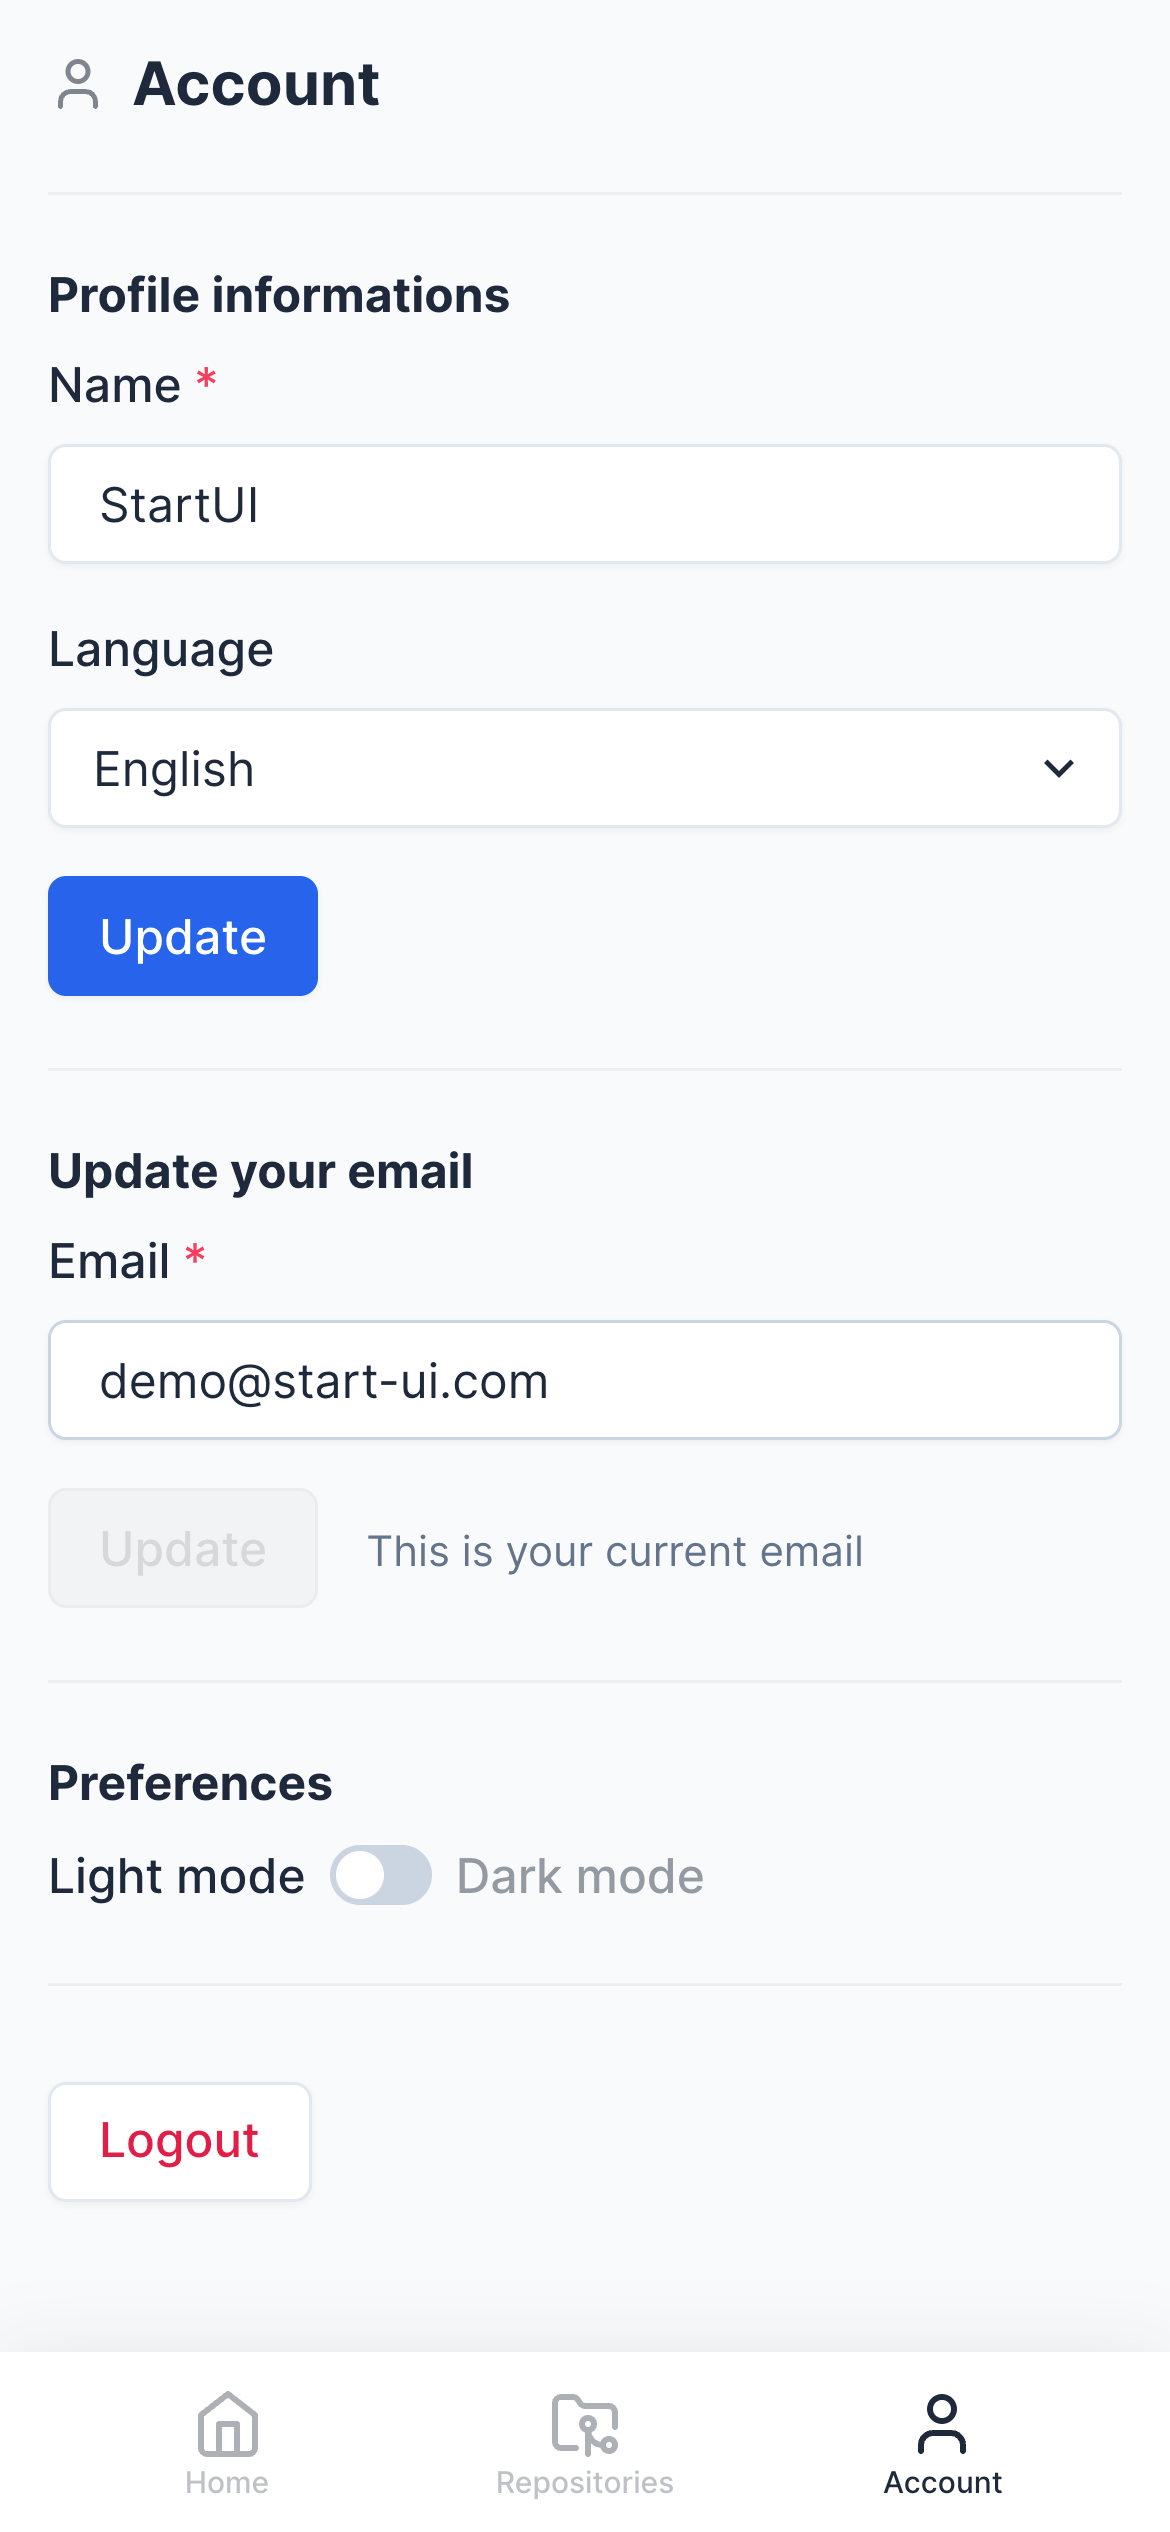 Account
Profile informations
Name *
StartUI
Language
English
Update
Update your email
Email *
demo@start-ui.com
Update
This is your current email
Preferences
Light mode Dark mode
Logout
Home Repositories Account